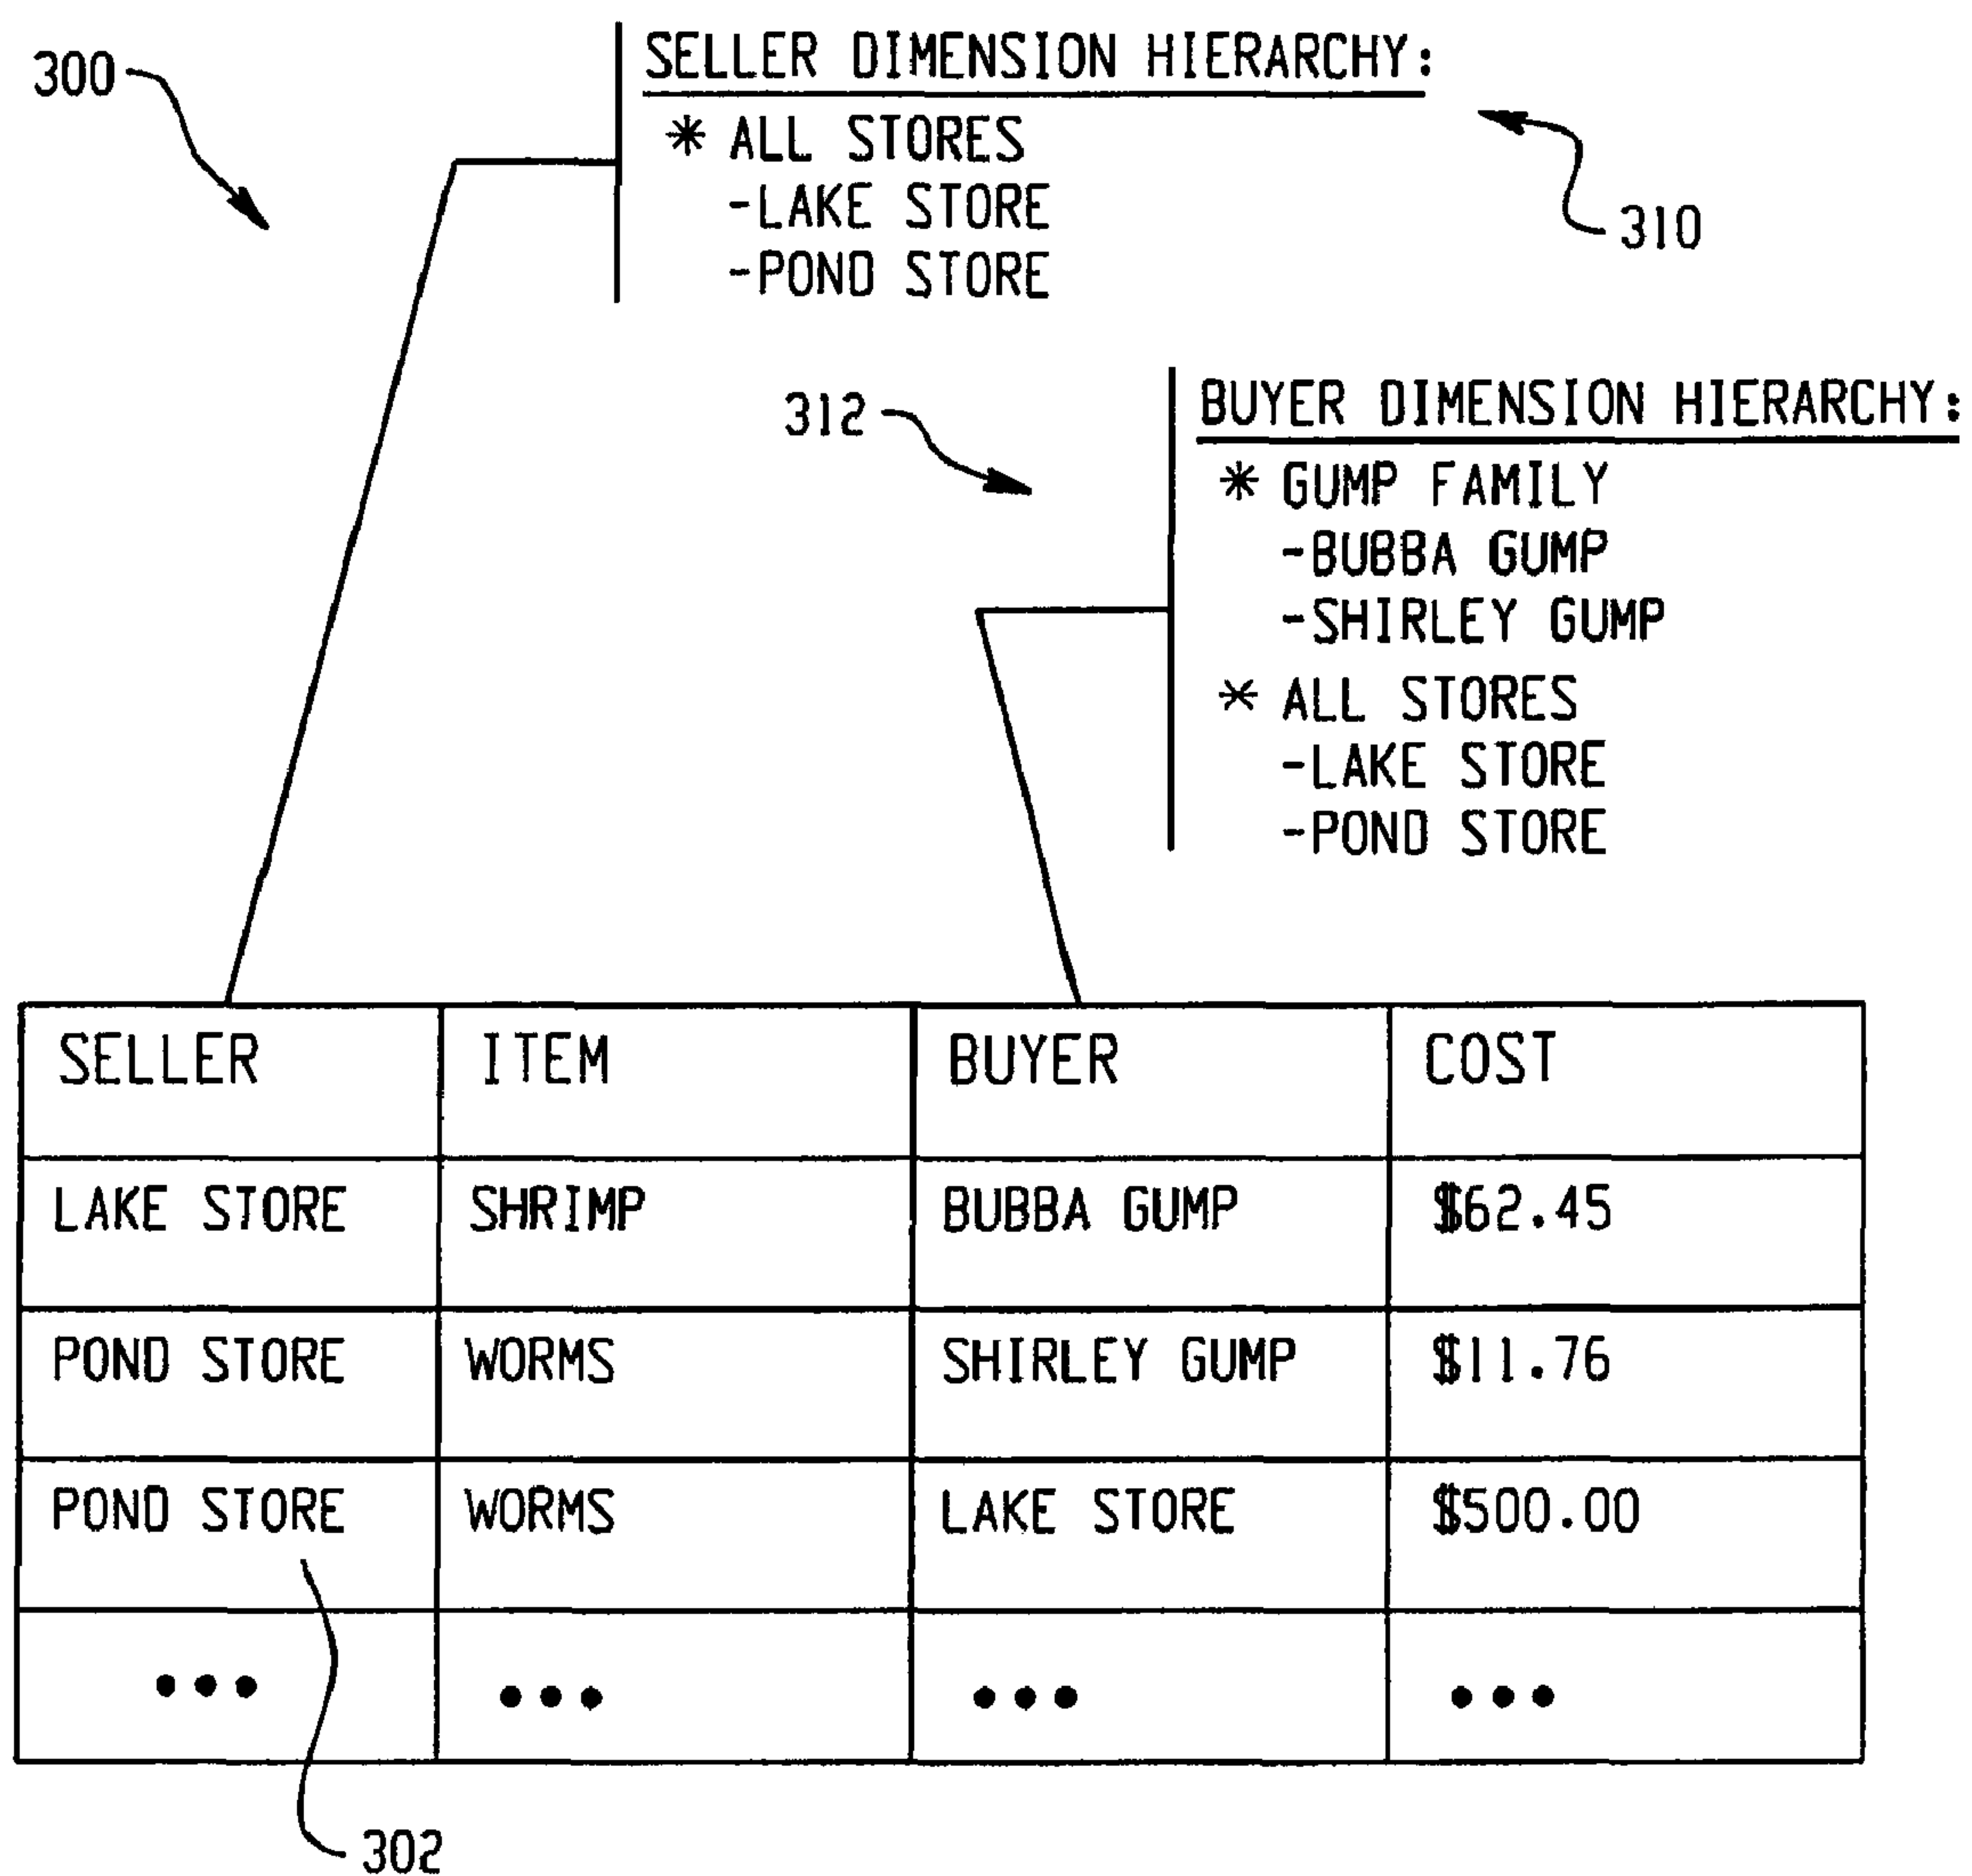 300
SELLER DIMENSION HIERARCHY:
* ALL STORES
-LAKE STORE
-POND STORE
310
312
BUYER DIMENSION HIERARCHY:
* GUMP FAMILY
-BUBBA GUMP
-SHIRLEY GUMP
* ALL STORES
-LAKE STORE
-POND STORE
SELLER ITEM BUYER COST
LAKE STORE SHRIMP BUBBA GUMP $62.45
POND STORE WORMS SHIRLEY GUMP $11.76
POND STORE WORMS LAKE STORE $500.00
••• ••• ••• •••
302